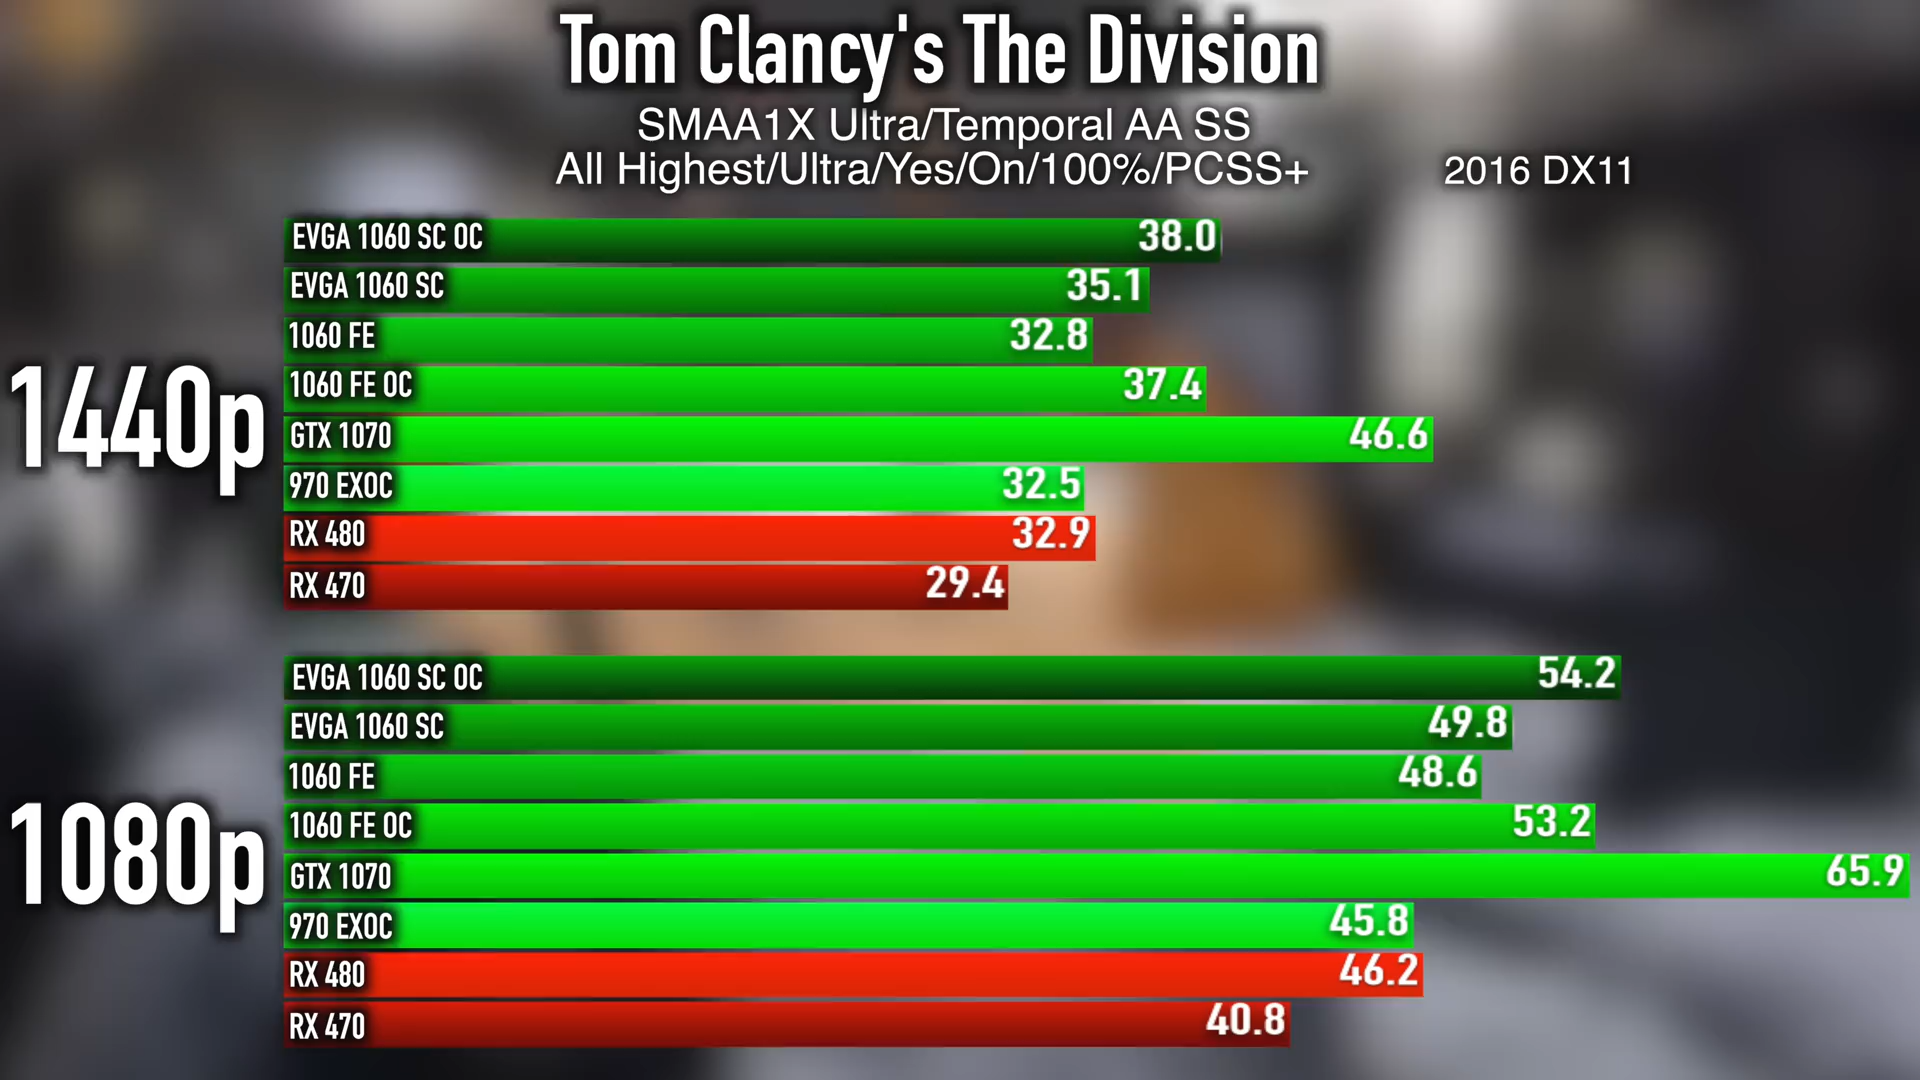 Tom Clancy's The Division
SMAA1X Ultra/Temporal AA SS
All Highest/Ultra/Yes/On/100%/PCSS+ 2016 DX11
1440p
EVGA 1060 SC OC 38.0
EVGA 1060 SC 35.1
1060 FE 32.8
1060 FE OC 37.4
GTX 1070 46.6
970 EXOC 32.5
RX 480 32.9
RX 470 29.4
1080p
EVGA 1060 SC OC 54.2
EVGA 1060 SC 49.8
1060 FE 48.6
1060 FE OC 53.2
GTX 1070 65.9
970 EXOC 45.8
RX 480 46.2
RX 470 40.8